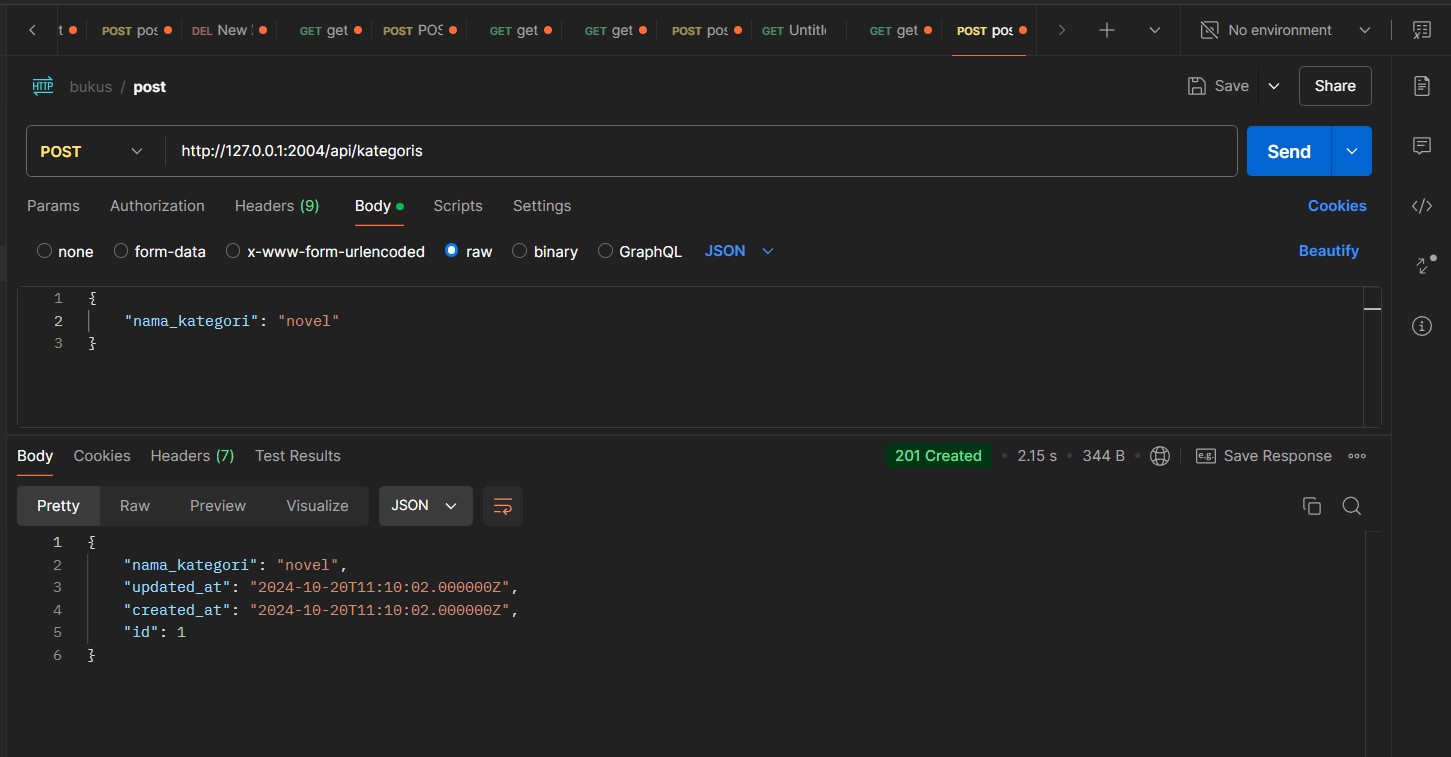 t POST pos DEL New GET get POST POS GET get GET get POST pos GET Untitl GET get POST pos No environment
HTTP bukus / post Save Share
POST http://127.0.0.1:2004/api/kategoris Send
Params Authorization Headers (9) Body Scripts Settings Cookies
none form-data x-www-form-urlencoded raw binary GraphQL JSON Beautify
1 {
2 "nama_kategori": "novel"
3 }
Body Cookies Headers (7) Test Results 201 Created • 2.15 s • 344 B • e.g. Save Response
Pretty Raw Preview Visualize JSON
1 {
2 "nama_kategori": "novel",
3 "updated_at": "2024-10-20T11:10:02.000000Z",
4 "created_at": "2024-10-20T11:10:02.000000Z",
5 "id": 1
6 }